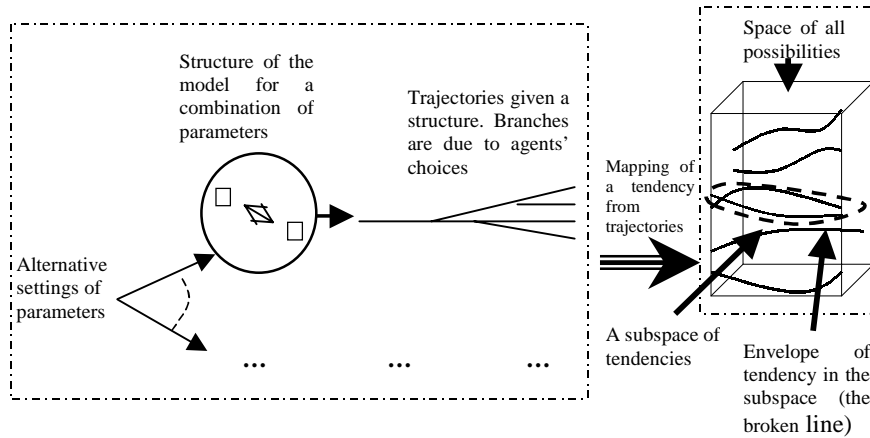 Structure of the
model for a
combination of
parameters
Trajectories given a
structure. Branches
are due to agents'
choices
Alternative
settings of
parameters
... ... ...
Mapping of
a tendency
from
trajectories
Space of all
possibilities
A subspace of
tendencies
Envelope of
tendency in the
subspace (the
broken line)